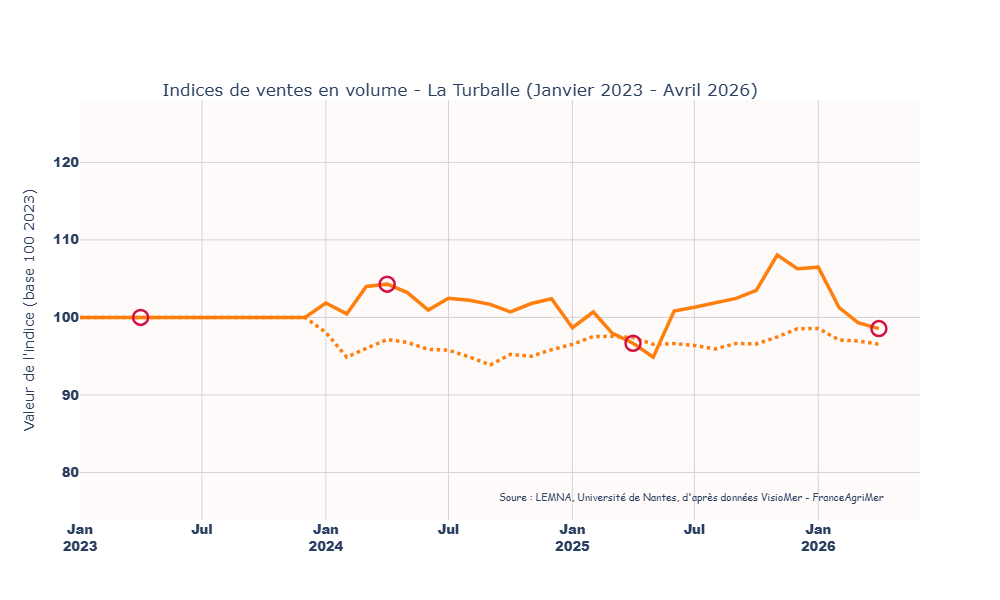 Indices de ventes en volume - La Turballe (Janvier 2023 - Avril 2026)
Valeur de l'indice (base 100 2023)
120
110
100
90
80
Soure : LEMNA, Université de Nantes, d'après données VisioMer - FranceAgriMer
Jan
2023
Jul
Jan
2024
Jul
Jan
2025
Jul
Jan
2026